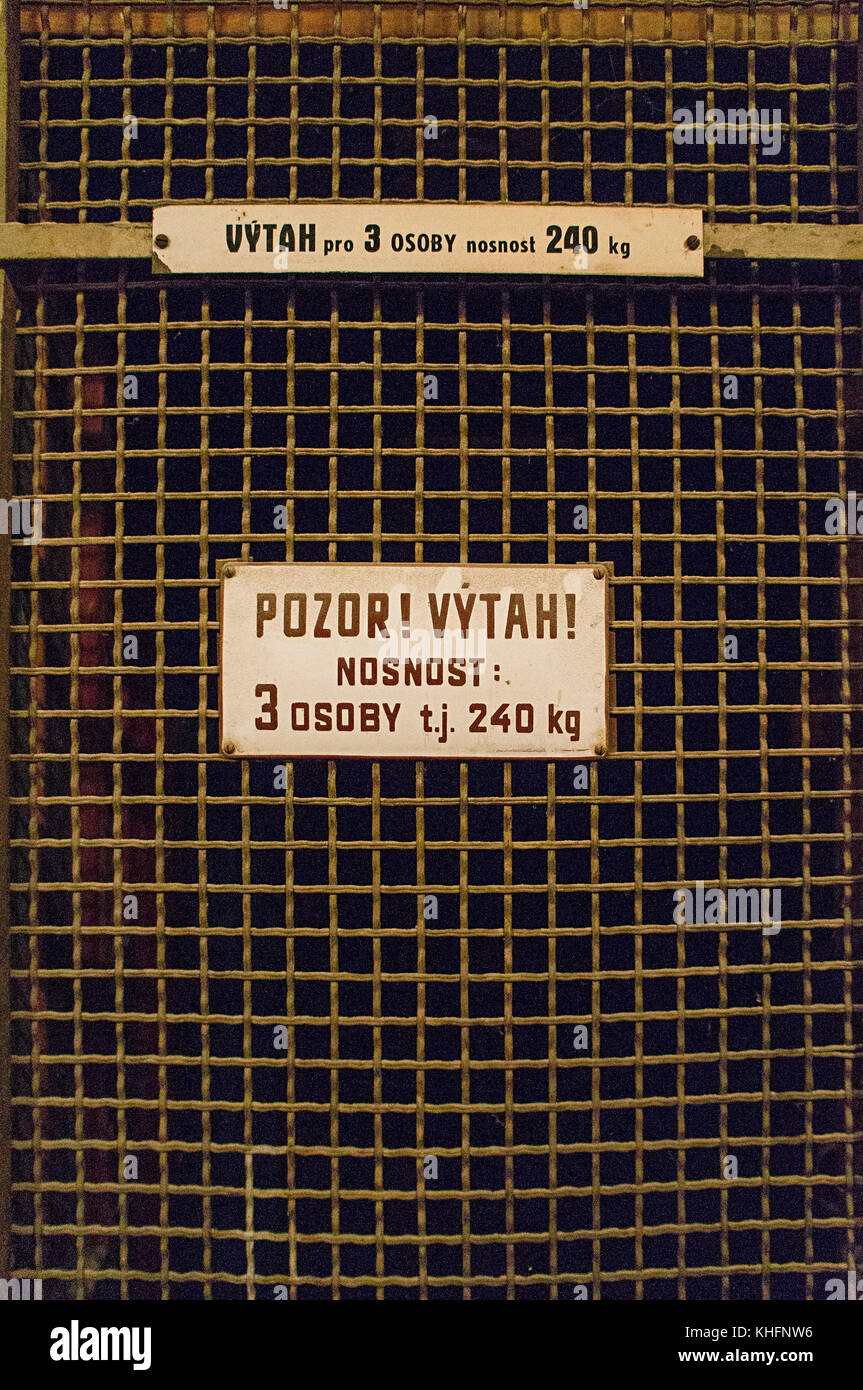 VÝTAH pro 3 OSOBY nosnost 240 kg
POZOR! VÝTAH!
NOSNOST:
3 OSOBY t.j. 240 kg
alamy
Image ID: KHFNW6
www.alamy.com